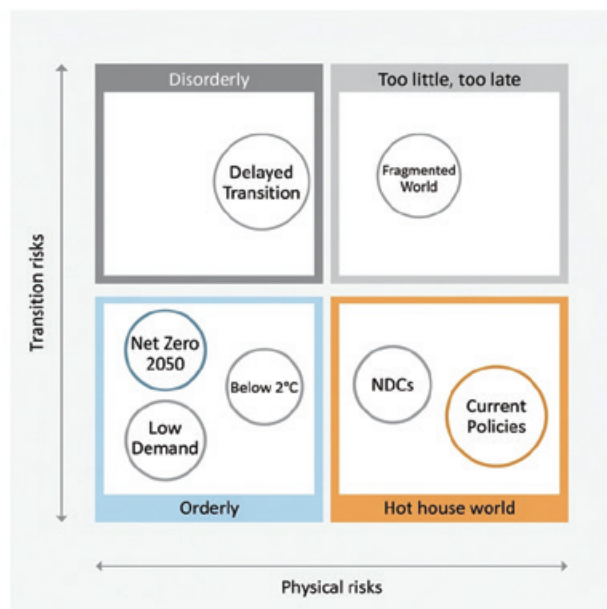 Disorderly
Too little, too late
Delayed
Transition
Fragmented
World
Transition risks
Net Zero
2050
Below 2°C
Low
Demand
NDCs
Current
Policies
Orderly
Hot house world
Physical risks